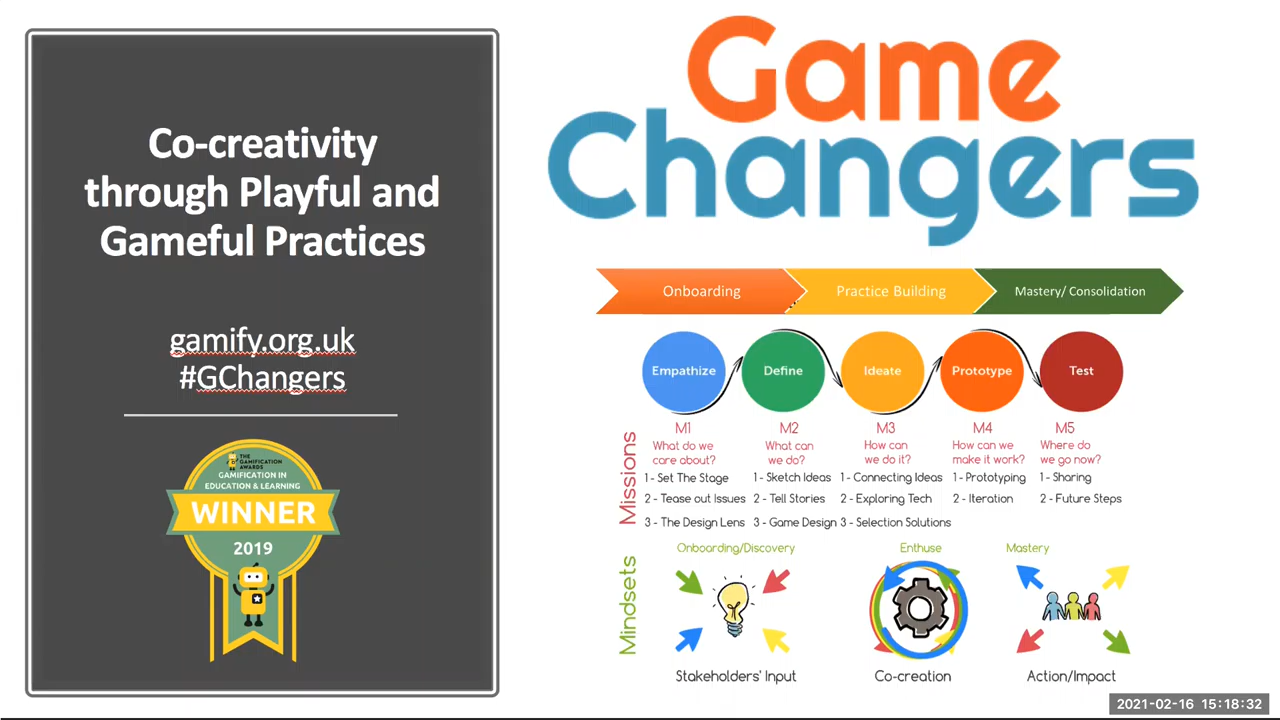 Co-creativity
through Playful and
Gameful Practices
gamify.org.uk
#GChangers
THE
GAMIFICATION
AWARDS
GAMIFICATION IN
EDUCATION & LEARNING
WINNER
2019
Game
Changers
Onboarding
Practice Building
Mastery/ Consolidation
Empathize
Define
Ideate
Prototype
Test
Missions
M1
What do we
care about?
1 - Set The Stage
2 - Tease out Issues
3 - The Design Lens
M2
What can
we do?
1 - Sketch Ideas
2 - Tell Stories
3 - Game Design
M3
How can
we do it?
1 - Connecting Ideas
2 - Exploring Tech
3 - Selection Solutions
M4
How can we
make it work?
1 - Prototyping
2 - Iteration
M5
Where do
we go now?
1 - Sharing
2 - Future Steps
Mindsets
Onboarding/Discovery
Stakeholders' Input
Enthuse
Co-creation
Mastery
Action/Impact
2021-02-16 15:18:32